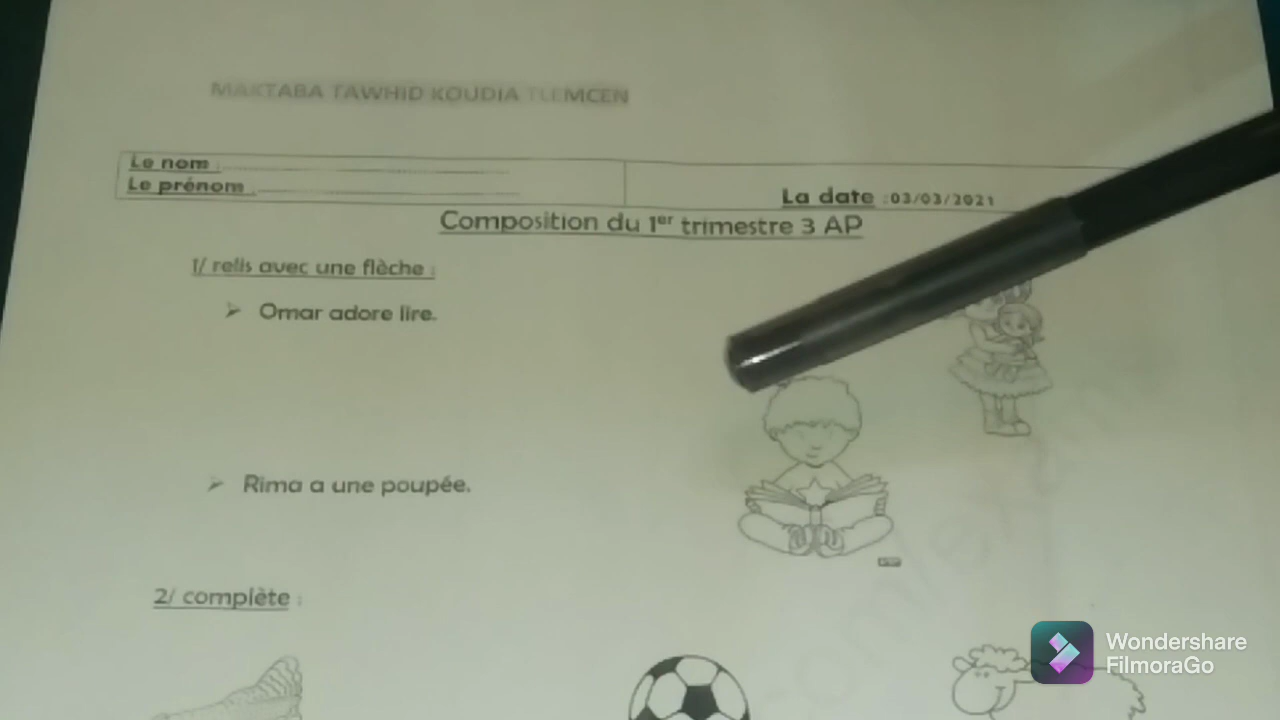 MAKTABA TAWHID KOUDIA TLEMCEN
Le nom :
Le prénom :
La date :03/03/2021
Composition du 1er trimestre 3 AP
1/ relis avec une flèche :
➢ Omar adore lire.
➢ Rima a une poupée.
2/ complète :
Wondershare
FilmoraGo